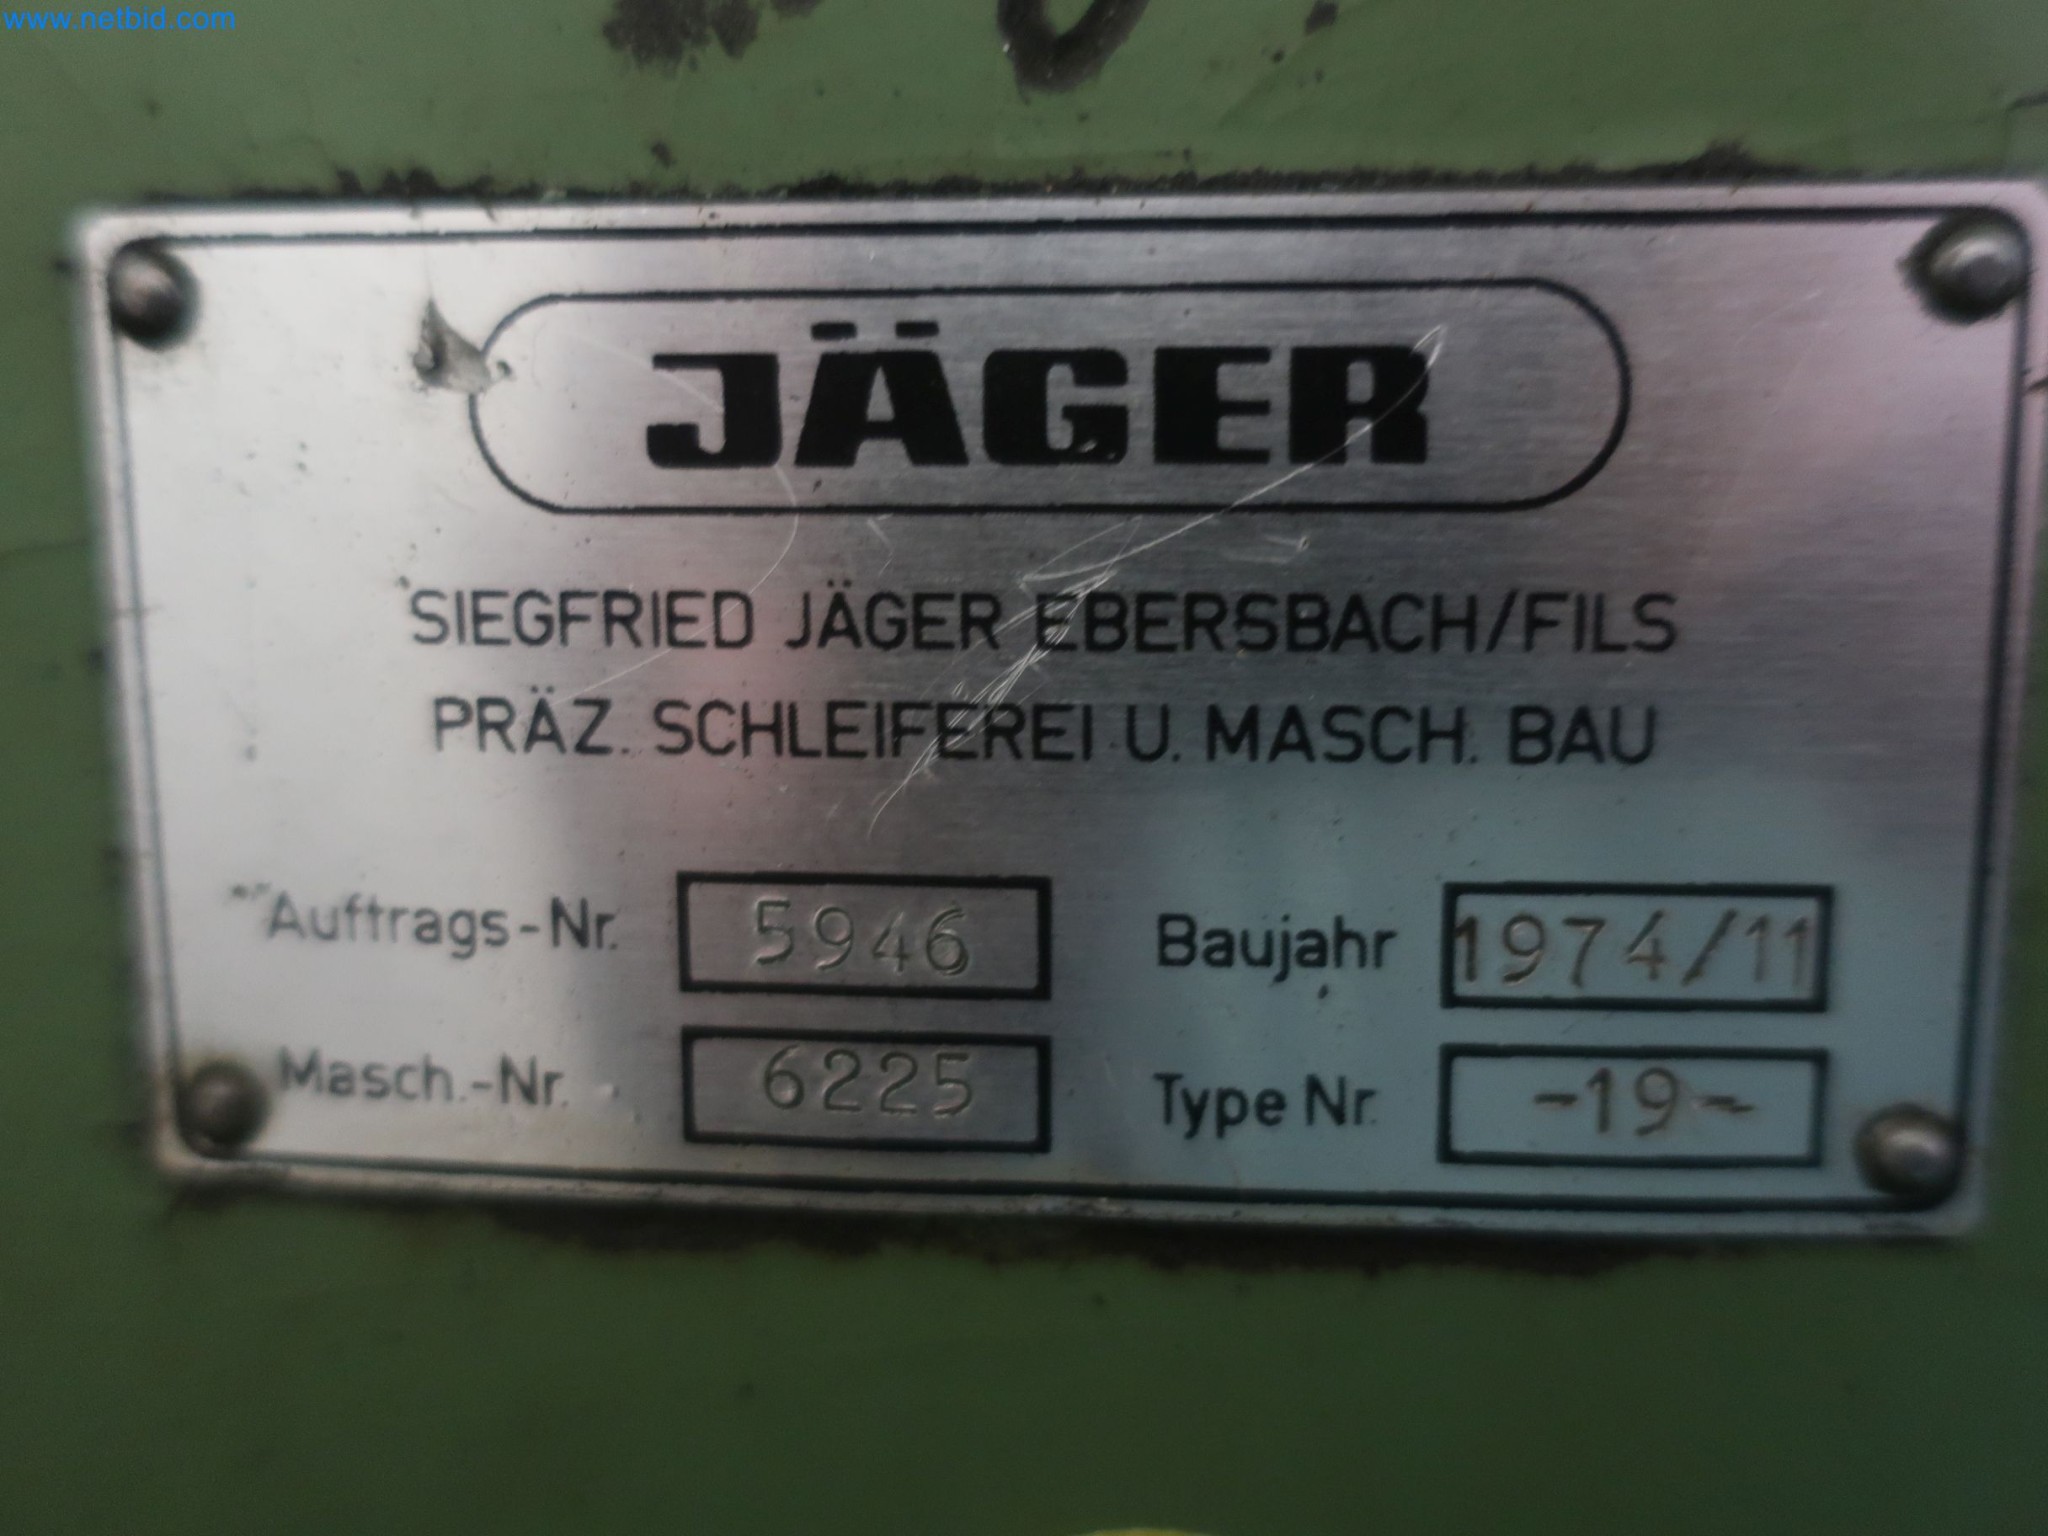 www.netbid.com
JÄGER
SIEGFRIED JÄGER EBERSBACH/FILS
PRÄZ. SCHLEIFEREI U. MASCH. BAU
Auftrags-Nr. 5946 Baujahr 1974/11
Masch.-Nr. 6225 Type Nr. -19-